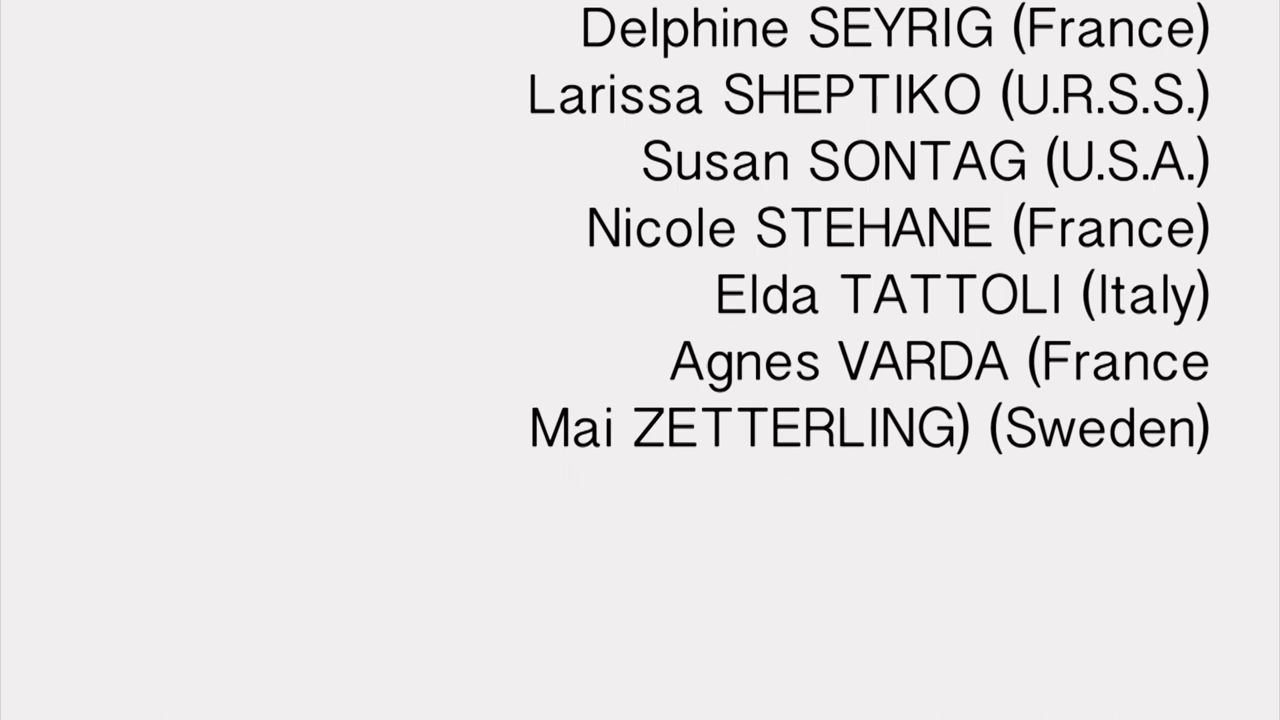 Delphine SEYRIG (France)
Larissa SHEPTIKO (U.R.S.S.)
Susan SONTAG (U.S.A.)
Nicole STEHANE (France)
Elda TATTOLI (Italy)
Agnes VARDA (France
Mai ZETTERLING) (Sweden)